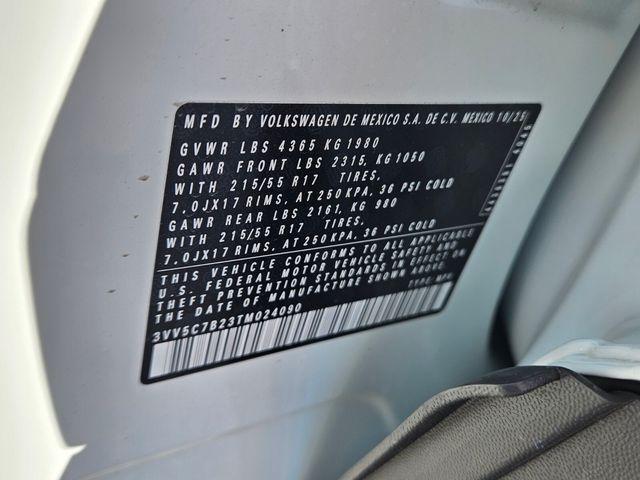 MFD BY VOLKSWAGEN DE MEXICO S.A. DE C.V. MEXICO 10/25
GVWR LBS 4365 KG 1980
GAWR FRONT LBS 2315, KG 1050
WITH 215/55 R17 TIRES,
7.0JX17 RIMS, AT 250 KPA, 36 PSI COLD
GAWR REAR LBS 2161, KG 980
WITH 215/55 R17 TIRES,
7.0JX17 RIMS, AT 250 KPA, 36 PSI COLD
THIS VEHICLE CONFORMS TO ALL APPLICABLE
U.S. FEDERAL MOTOR VEHICLE SAFETY AND
THEFT PREVENTION STANDARDS IN EFFECT ON
THE DATE OF MANUFACTURE SHOWN ABOVE.
3VV5C7B23TM024090